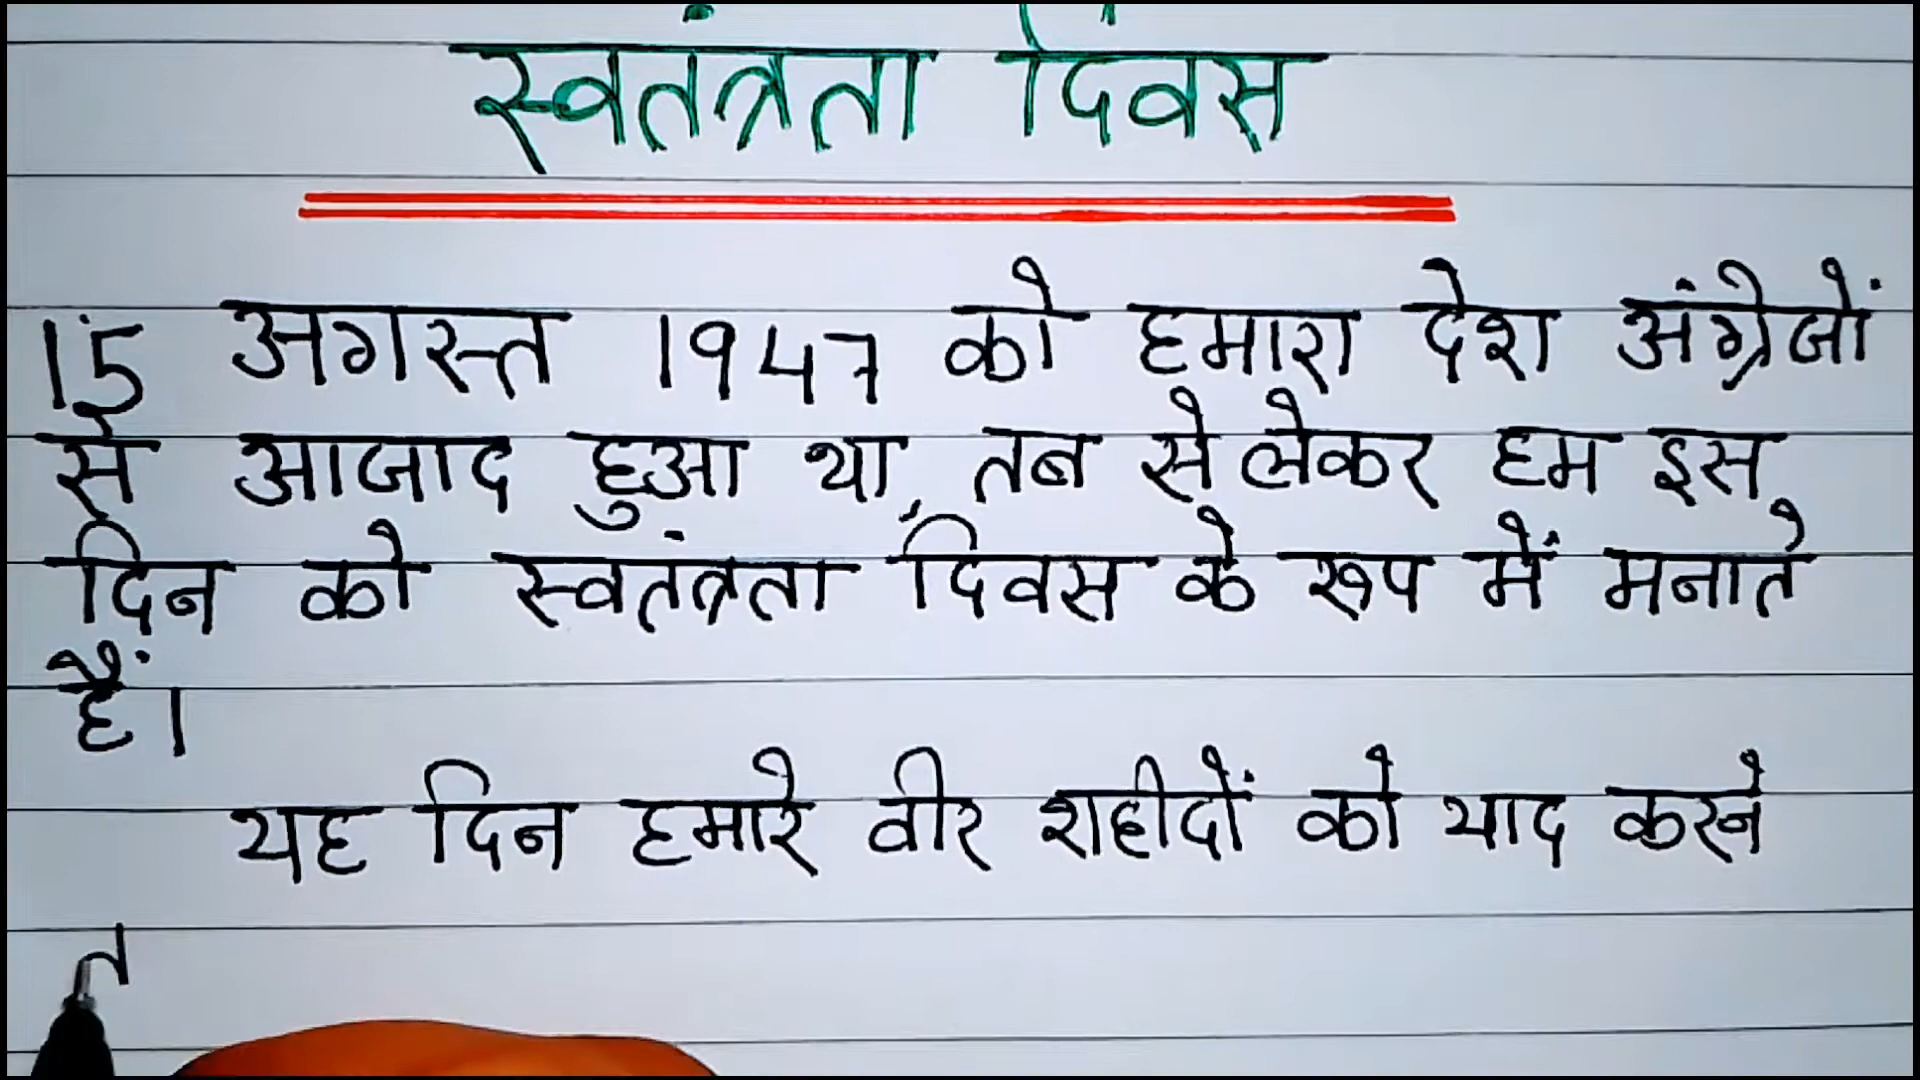 स्वतंत्रता दिवस
15 अगस्त 1947 को हमारा देश अंग्रेजों
से आजाद हुआ था, तब से लेकर हम इस
दिन को स्वतंत्रता दिवस के रूप में मनाते
हैं।
यह दिन हमारे वीर शहीदों को याद करने
त